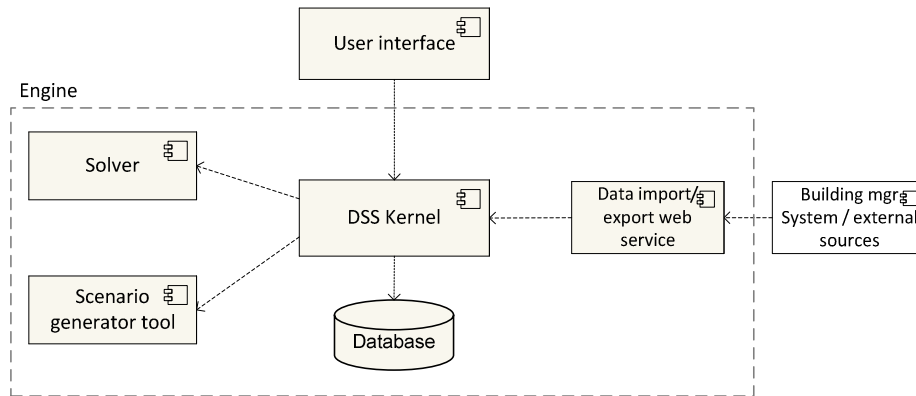 User interface
Engine
Solver
DSS Kernel
Data import/
export web
service
Building mgr
System / external
sources
Scenario
generator tool
Database